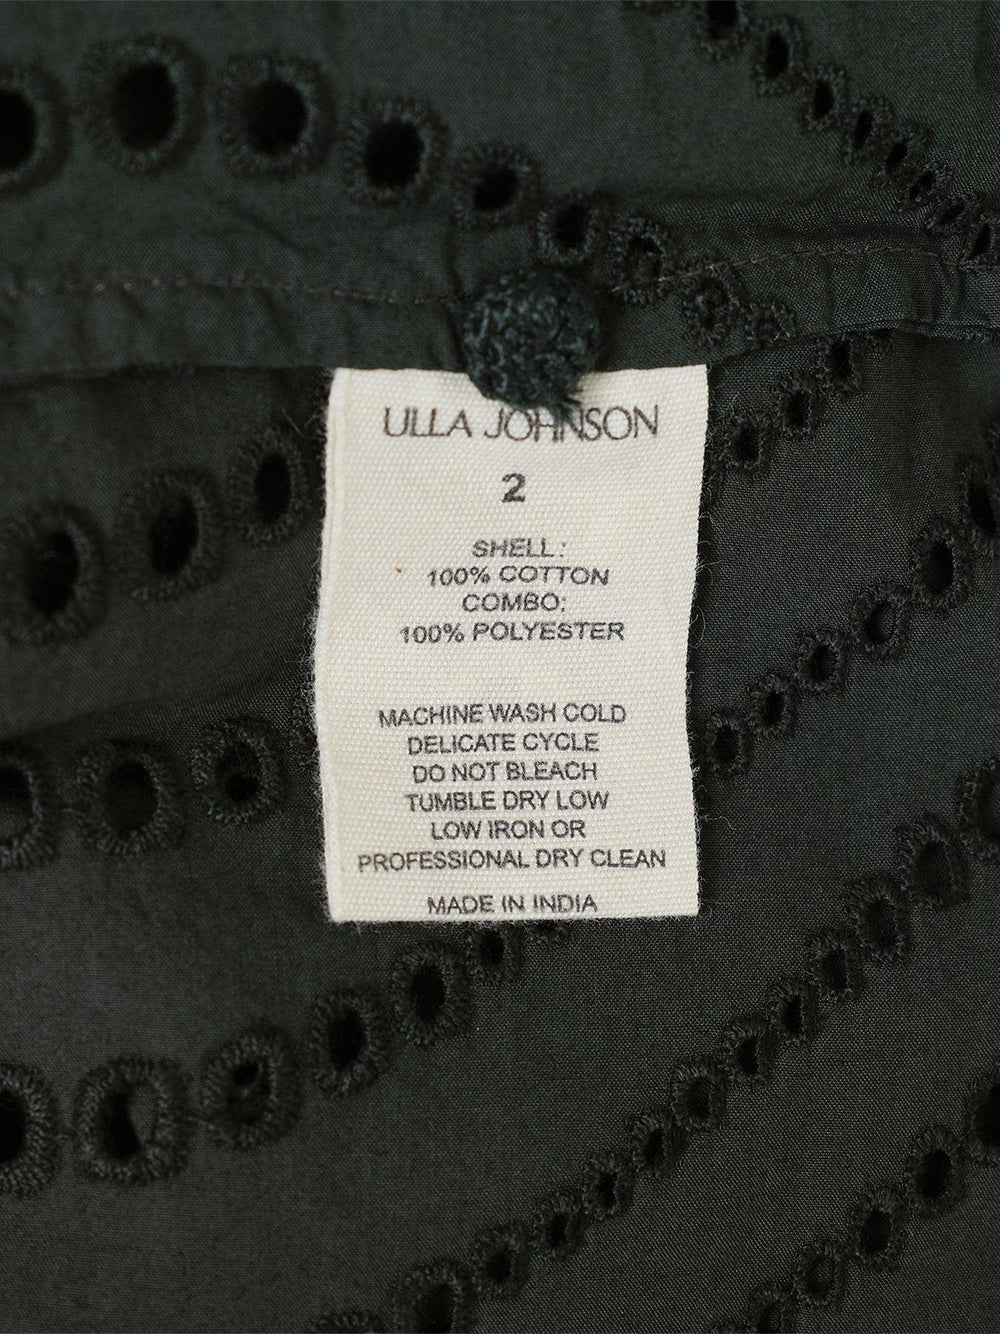 ULLA JOHNSON
2
SHELL:
100% COTTON
COMBO:
100% POLYESTER
MACHINE WASH COLD
DELICATE CYCLE
DO NOT BLEACH
TUMBLE DRY LOW
LOW IRON OR
PROFESSIONAL DRY CLEAN
MADE IN INDIA